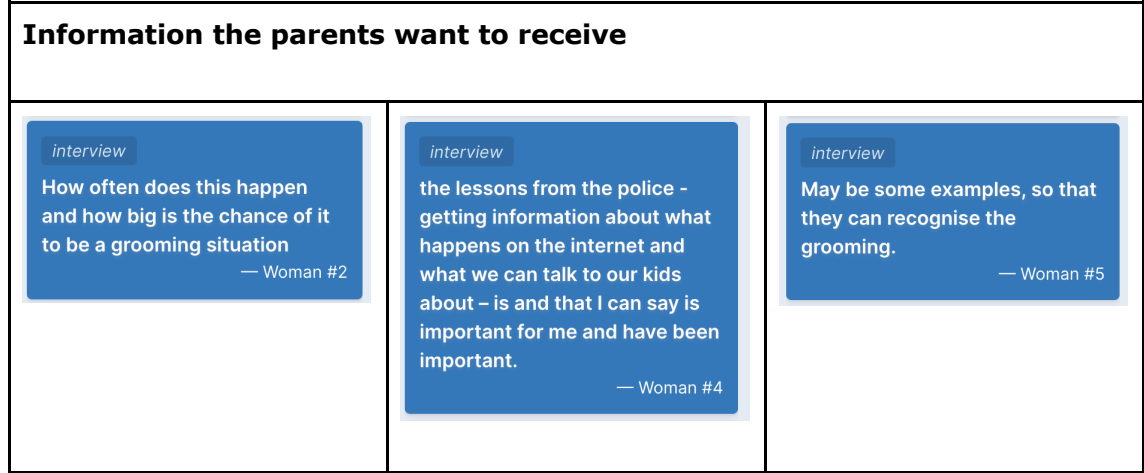 Information the parents want to receive
interview
How often does this happen
and how big is the chance of it
to be a grooming situation
— Woman #2
interview
the lessons from the police -
getting information about what
happens on the internet and
what we can talk to our kids
about – is and that I can say is
important for me and have been
important.
— Woman #4
interview
May be some examples, so that
they can recognise the
grooming.
— Woman #5